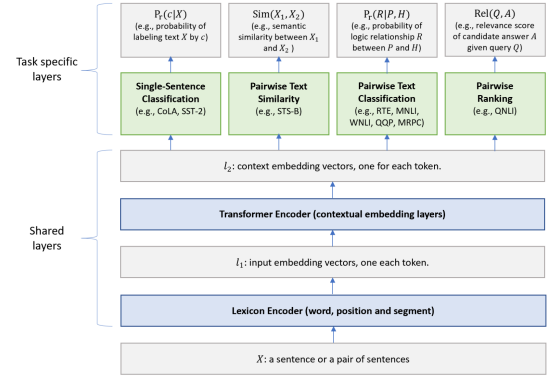 Task specific
layers
Pr(c|X)
(e.g., probability of
labeling text X by c)
Sim(X1, X2)
(e.g., semantic
similarity between X1
and X2 )
Pr(R|P, H)
(e.g., probability of
logic relationship R
between P and H)
Rel(Q, A)
(e.g., relevance score
of candidate answer A
given query Q)
Single-Sentence
Classification
(e.g., CoLA, SST-2)
Pairwise Text
Similarity
(e.g., STS-B)
Pairwise Text
Classification
(e.g., RTE, MNLI,
WNLI, QQP, MRPC)
Pairwise
Ranking
(e.g., QNLI)
Shared
layers
l2: context embedding vectors, one for each token.
Transformer Encoder (contextual embedding layers)
l1: input embedding vectors, one each token.
Lexicon Encoder (word, position and segment)
X: a sentence or a pair of sentences